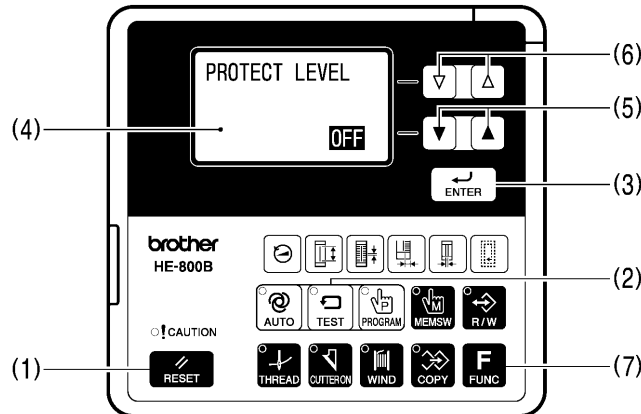 PROTECT LEVEL
OFF
(6)
(5)
(4)
ENTER
(3)
brother
HE-800B
(2)
AUTO
TEST
P
PROGRAM
M
MEMSW
R/W
! CAUTION
(1)
RESET
THREAD
CUTTER ON
WIND
COPY
F
FUNC
(7)